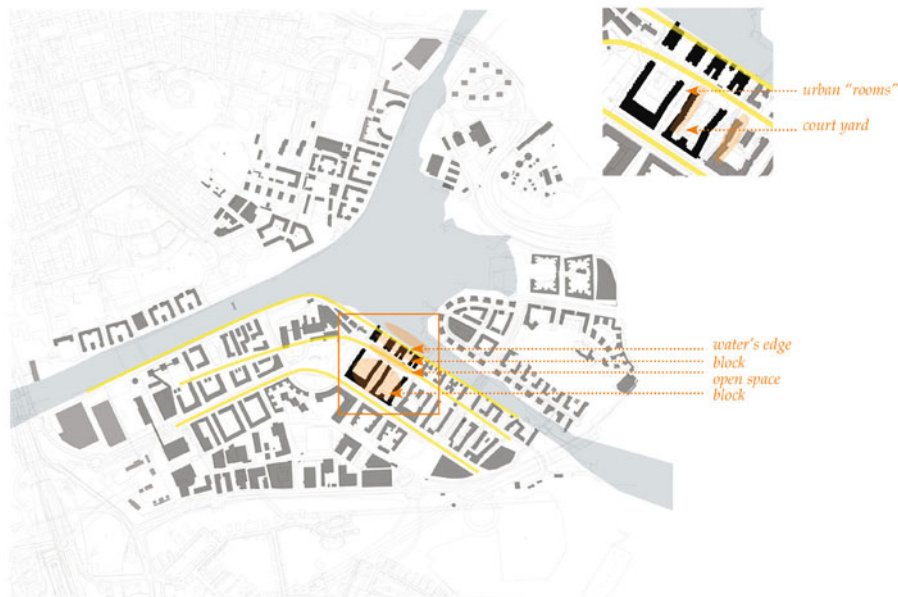 urban "rooms"
court yard
water's edge
block
open space
block